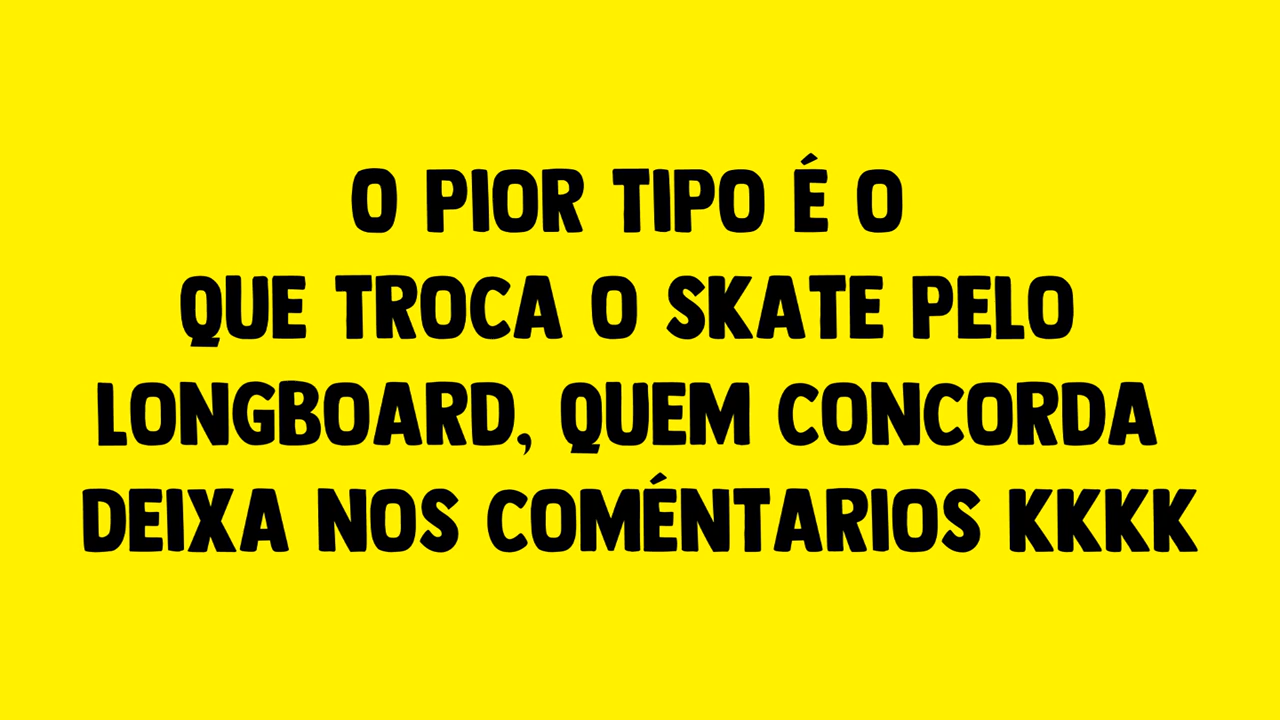 O PIOR TIPO É O
QUE TROCA O SKATE PELO
LONGBOARD, QUEM CONCORDA
DEIXA NOS COMÉNTARIOS KKKK